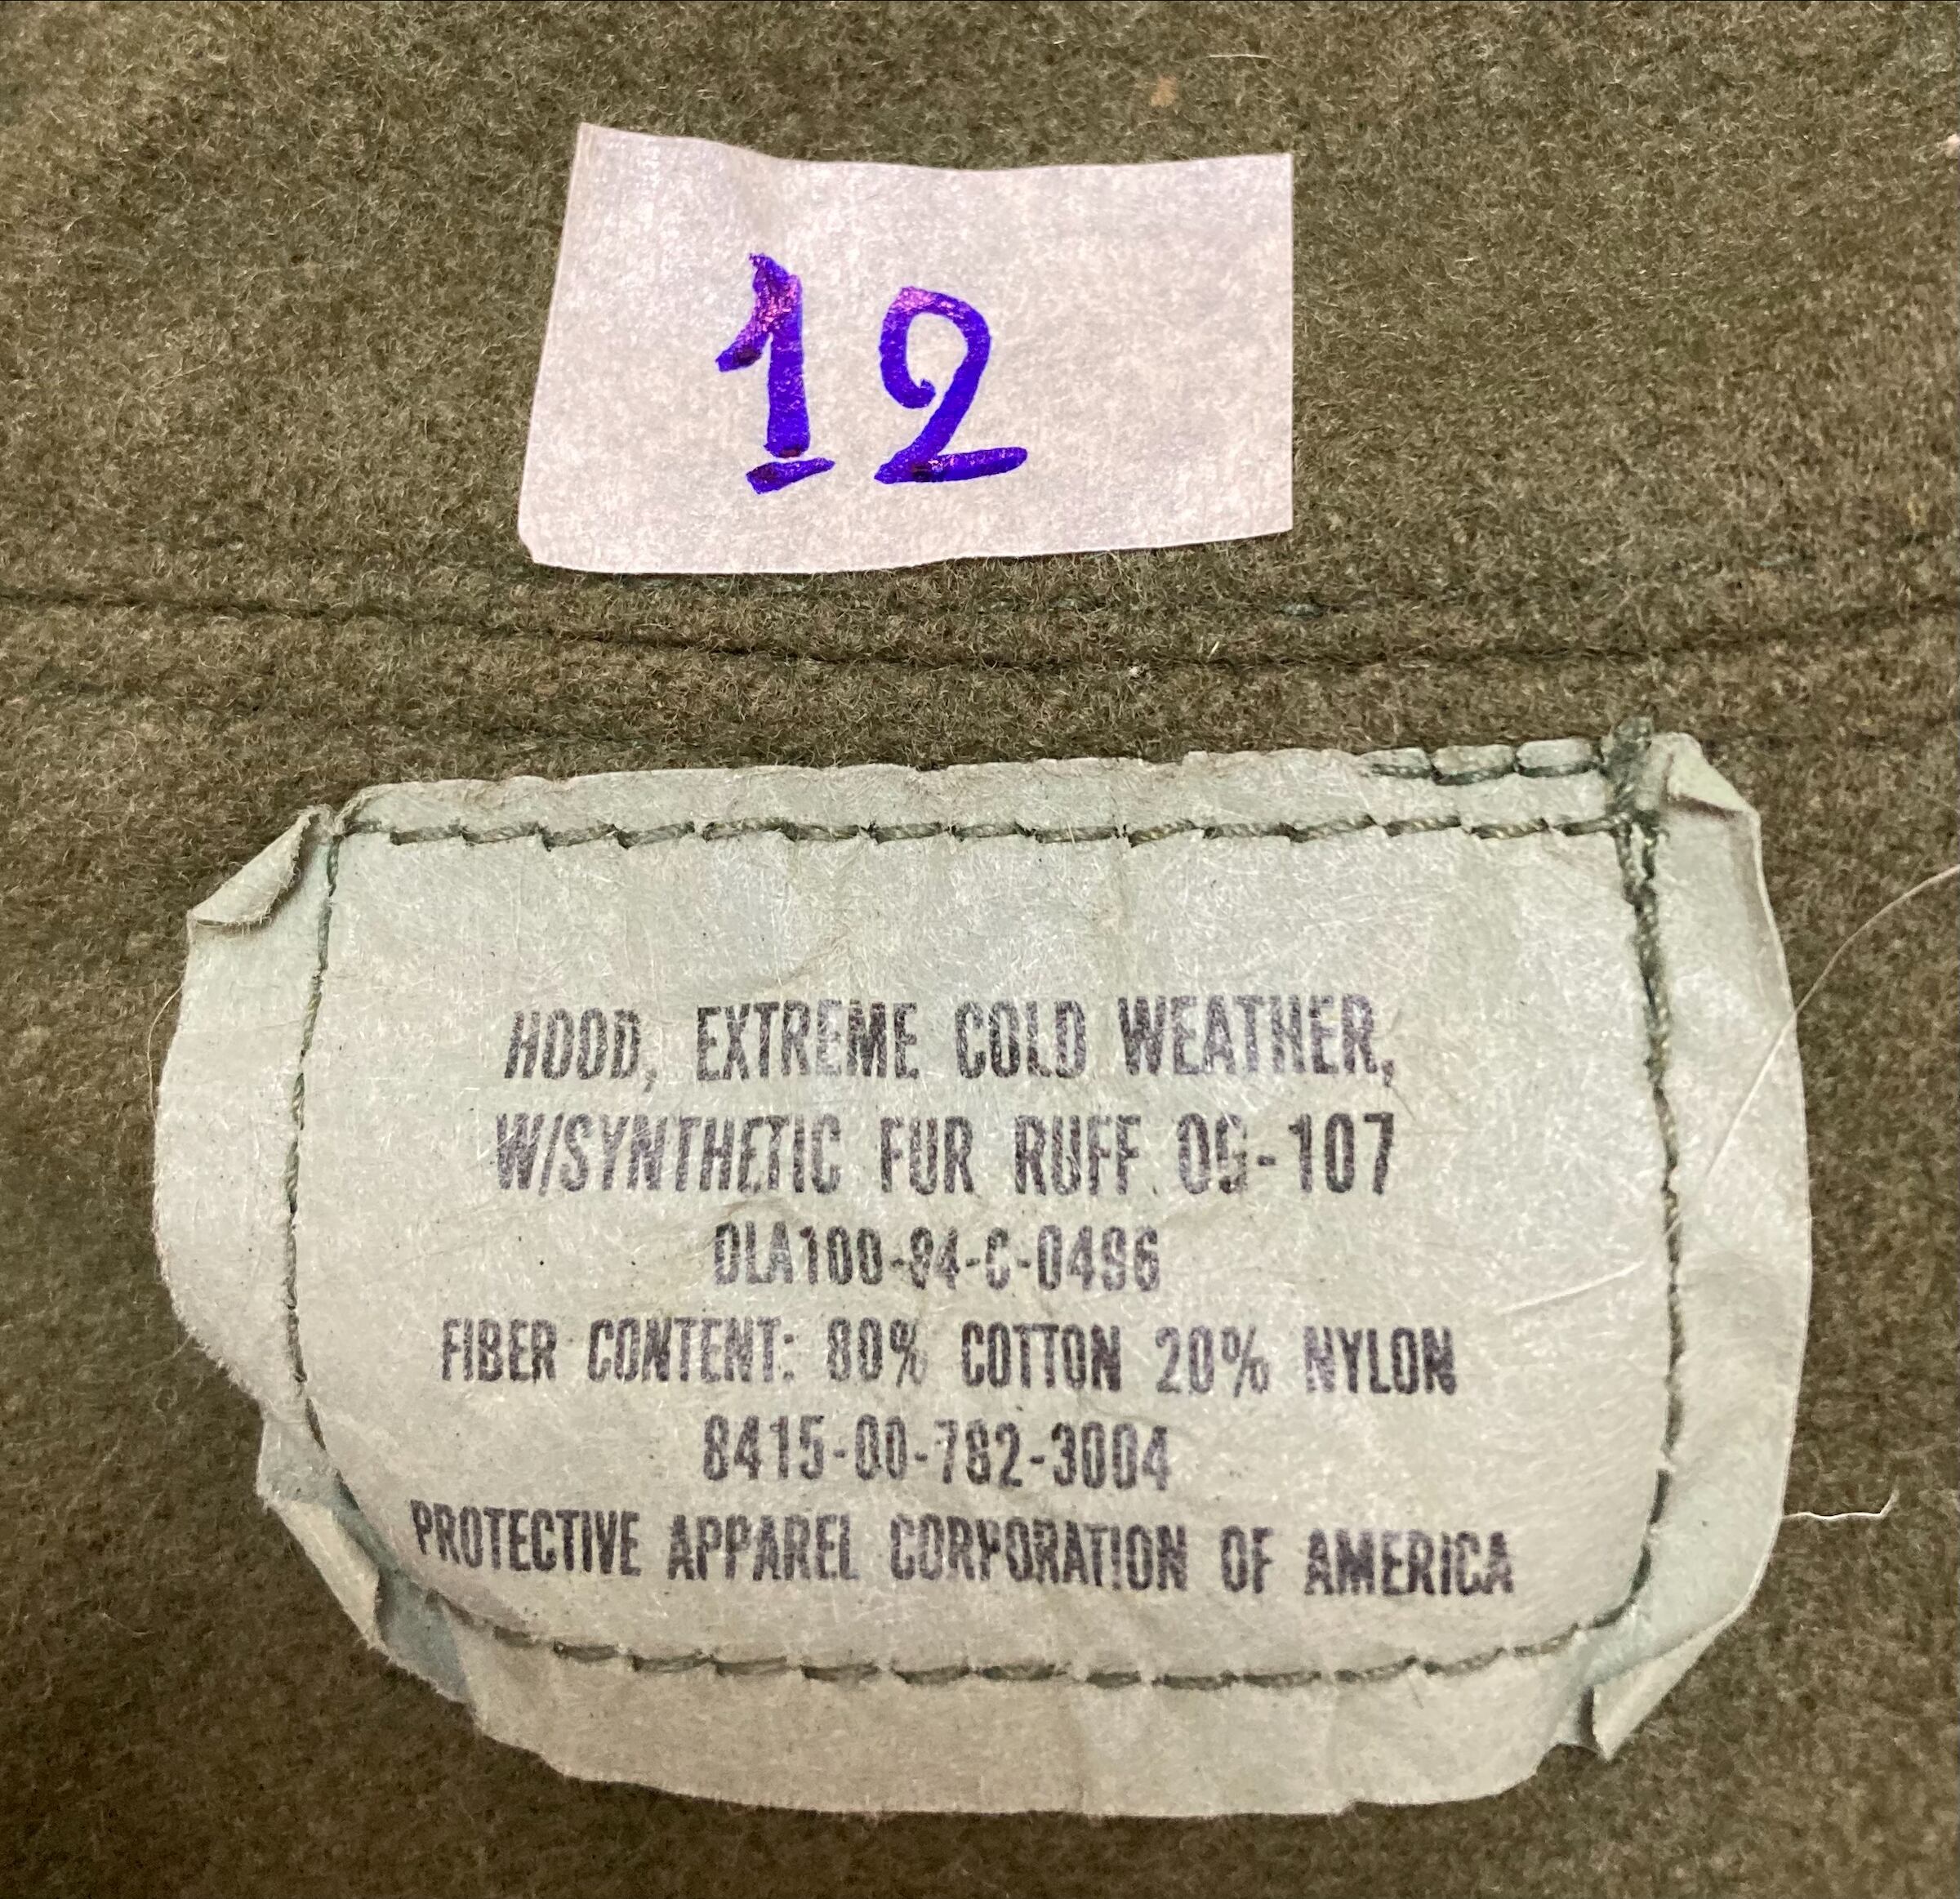 12
HOOD, EXTREME COLD WEATHER,
W/SYNTHETIC FUR RUFF OG-107
DLA100-84-C-0496
FIBER CONTENT: 80% COTTON 20% NYLON
8415-00-782-3004
PROTECTIVE APPAREL CORPORATION OF AMERICA